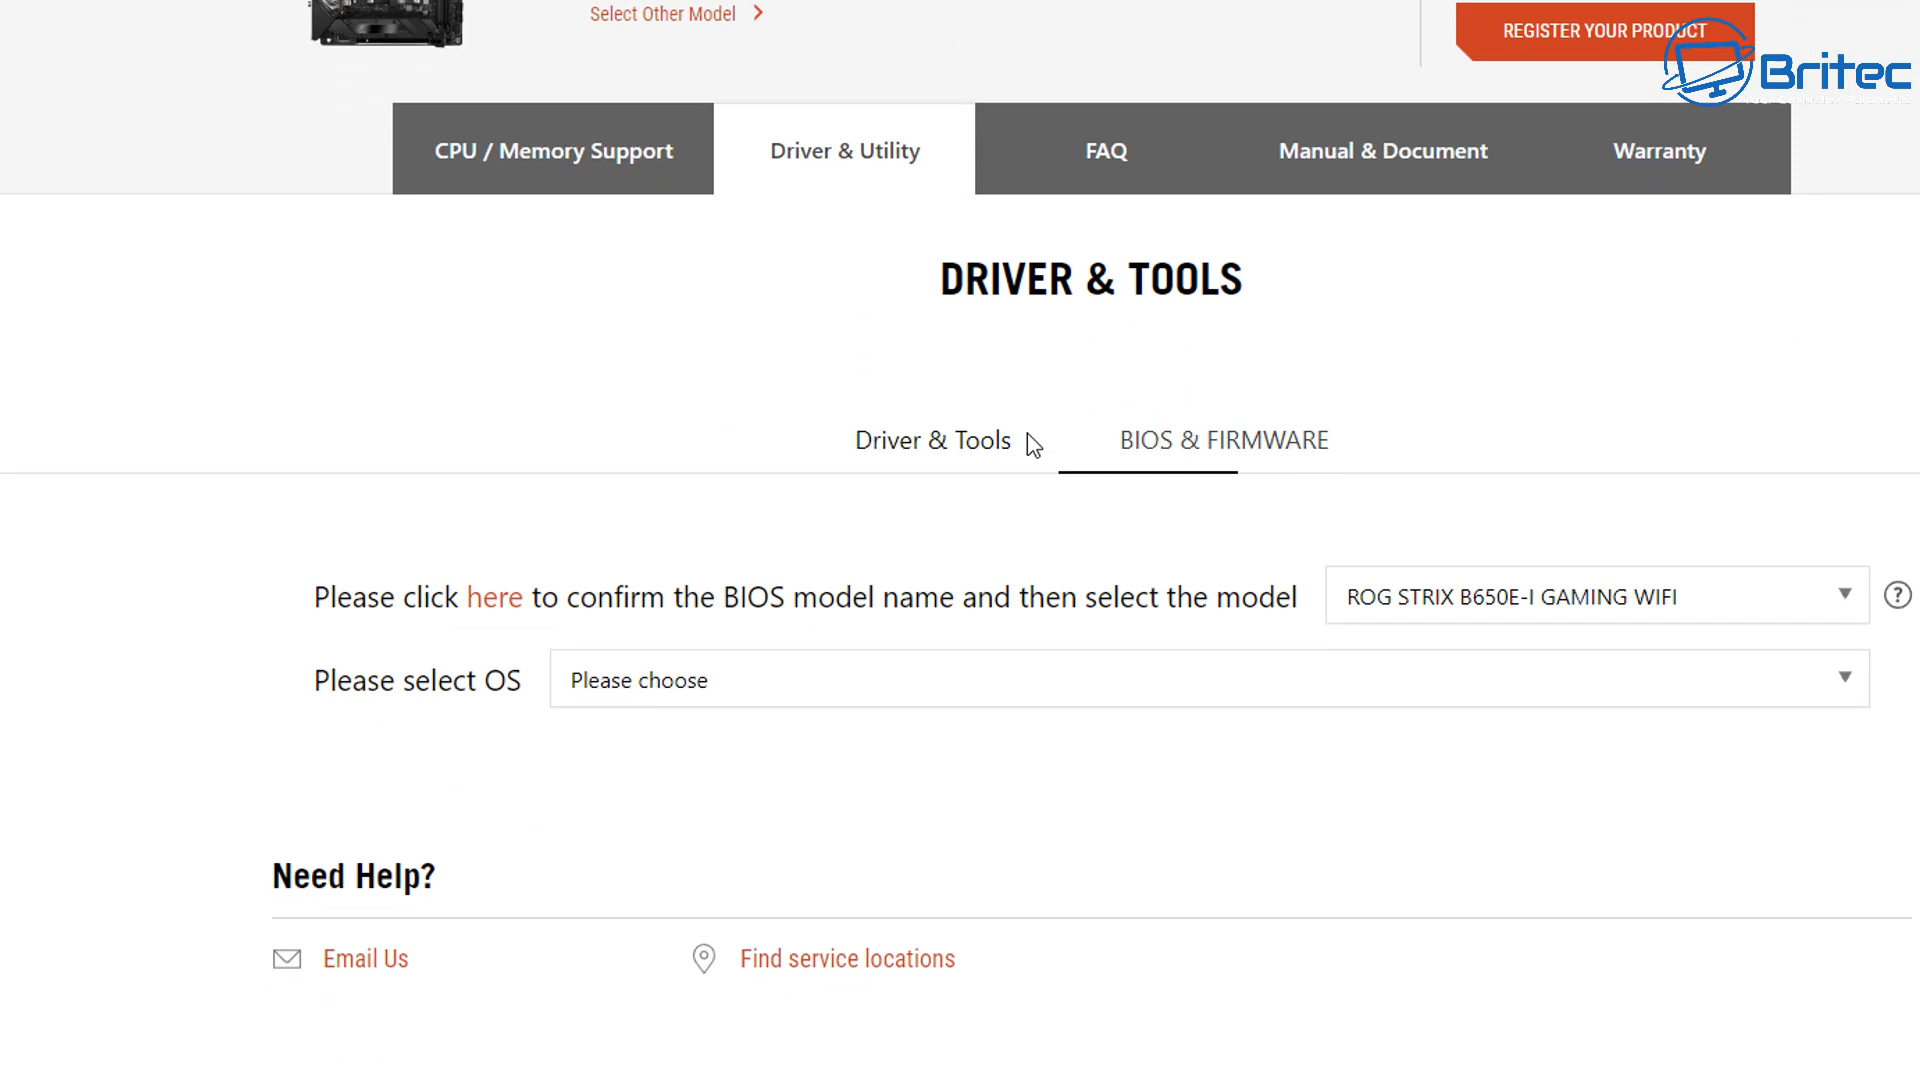 Select Other Model
REGISTER YOUR PRODUCT
Britec
CPU / Memory Support
Driver & Utility
FAQ
Manual & Document
Warranty
DRIVER & TOOLS
Driver & Tools
BIOS & FIRMWARE
Please click here to confirm the BIOS model name and then select the model
ROG STRIX B650E-I GAMING WIFI
?
Please select OS
Please choose
Need Help?
Email Us
Find service locations